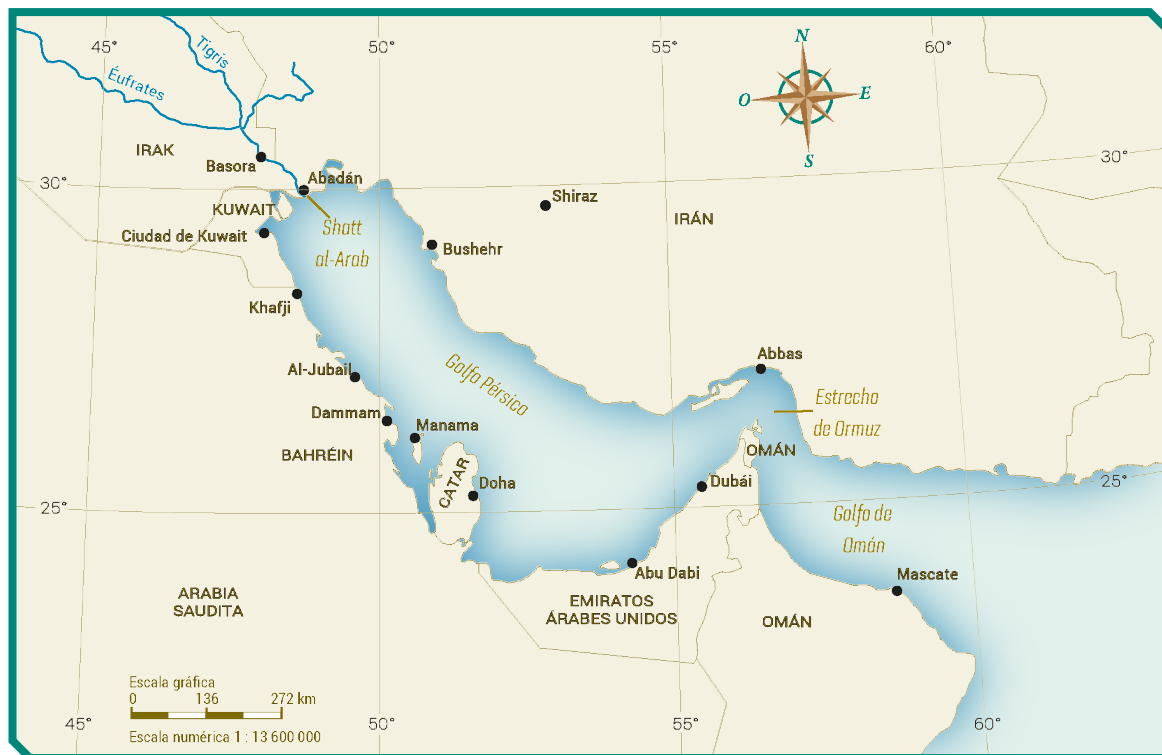 45°
50°
55°
60°
N
O
E
S
Tigris
Éufrates
IRAK
Basora
30°
Abadán
30°
KUWAIT
Shiraz
IRÁN
Ciudad de Kuwait
Shatt
al-Arab
Bushehr
Khafji
Al-Jubail
Golfo Pérsico
Abbas
Estrecho
de Ormuz
Dammam
Manama
BAHRÉIN
CATAR
Doha
OMÁN
Dubái
25°
25°
Golfo de
Omán
Abu Dabi
Mascate
ARABIA
SAUDITA
EMIRATOS
ÁRABES UNIDOS
OMÁN
Escala gráfica
0 136 272 km
Escala numérica 1 : 13 600 000
45°
50°
55°
60°